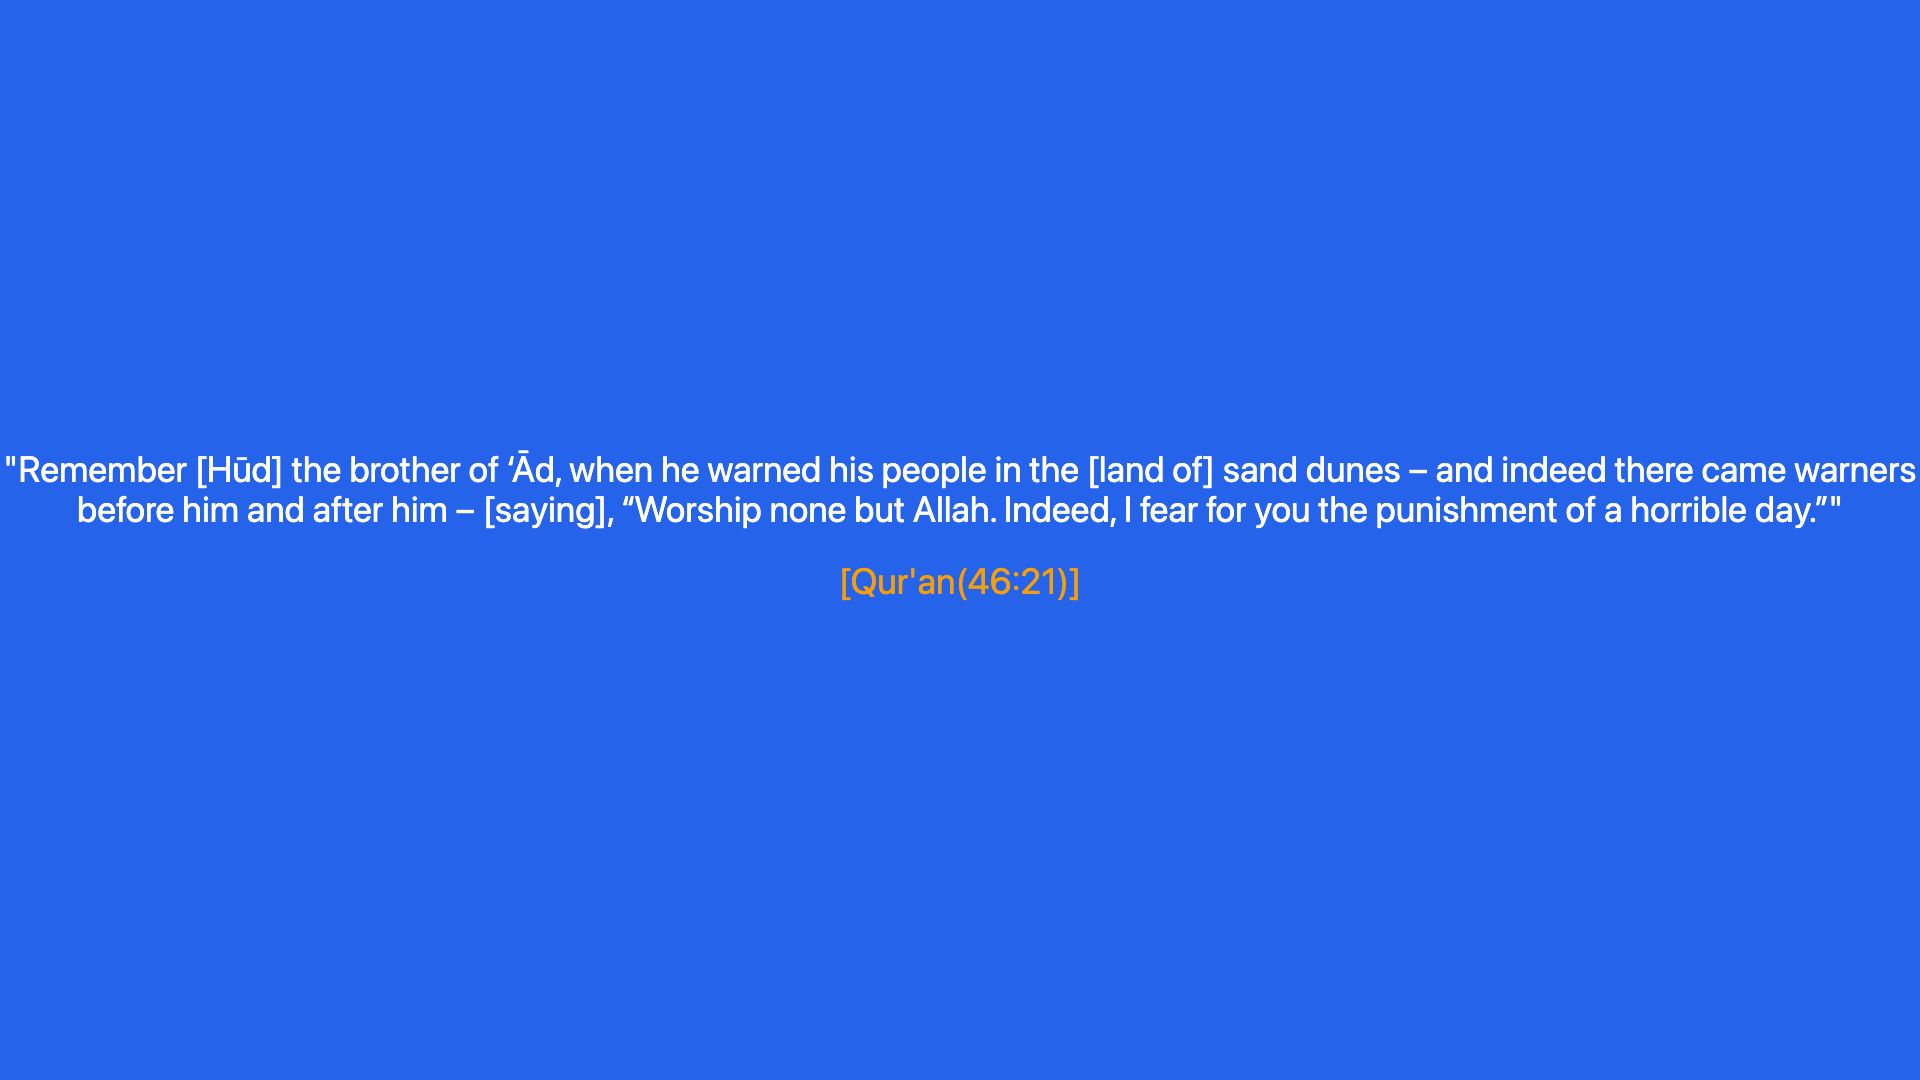 "Remember [Hūd] the brother of ‘Ād, when he warned his people in the [land of] sand dunes – and indeed there came warners
before him and after him – [saying], “Worship none but Allah. Indeed, I fear for you the punishment of a horrible day.”"
[Qur'an(46:21)]